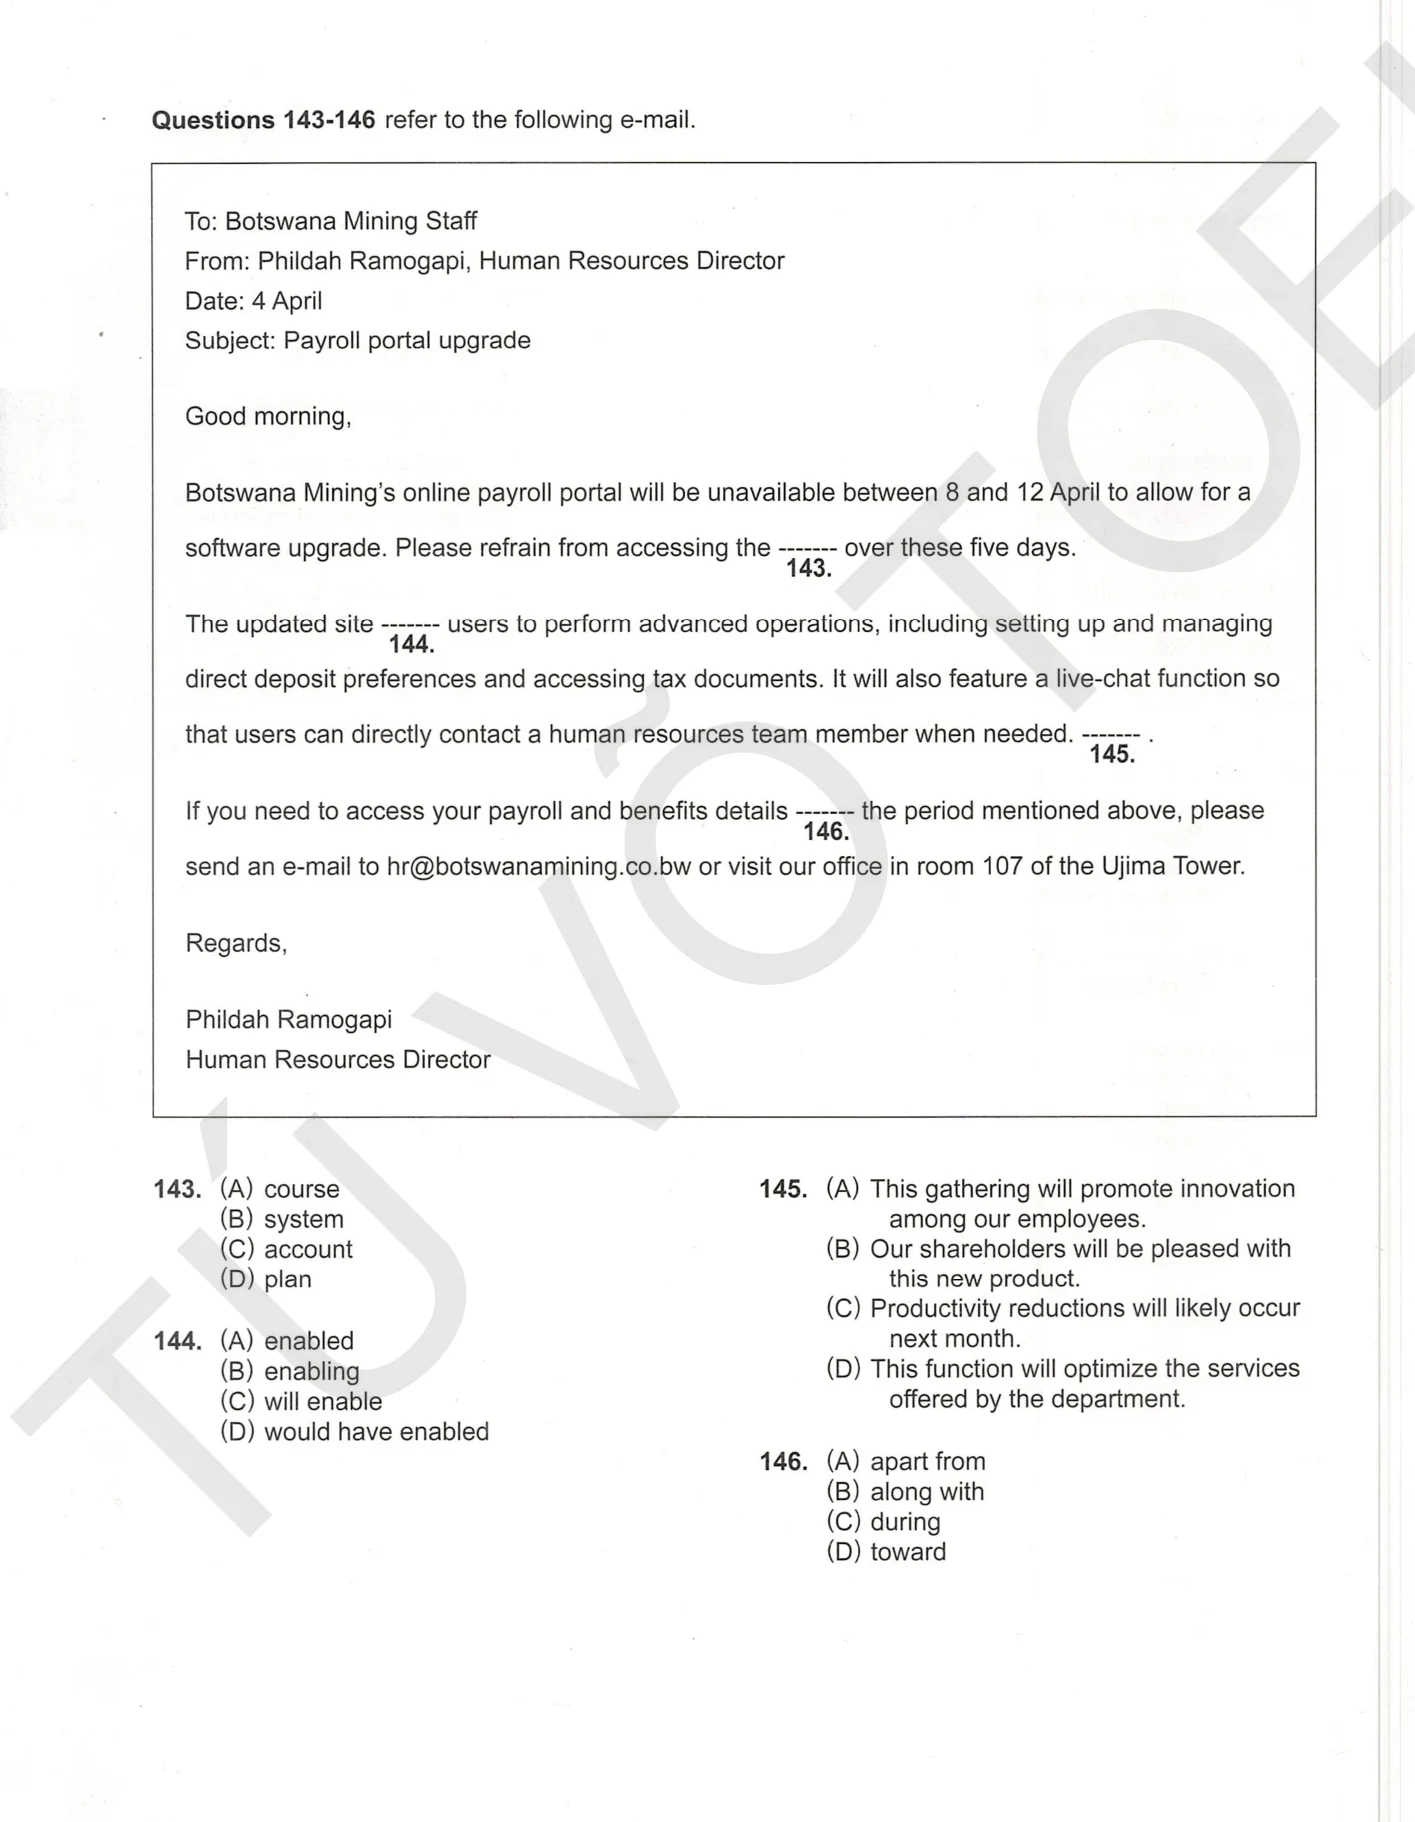 Questions 143-146 refer to the following e-mail.
To: Botswana Mining Staff
From: Phildah Ramogapi, Human Resources Director
Date: 4 April
Subject: Payroll portal upgrade
Good morning,
Botswana Mining's online payroll portal will be unavailable between 8 and 12 April to allow for a
software upgrade. Please refrain from accessing the ------- over these five days.
143.
The updated site ------- users to perform advanced operations, including setting up and managing
144.
direct deposit preferences and accessing tax documents. It will also feature a live-chat function so
that users can directly contact a human resources team member when needed. ------- .
145.
If you need to access your payroll and benefits details ------- the period mentioned above, please
146.
send an e-mail to hr@botswanamining.co.bw or visit our office in room 107 of the Ujima Tower.
Regards,
Phildah Ramogapi
Human Resources Director
143. (A) course
(B) system
(C) account
(D) plan
144. (A) enabled
(B) enabling
(C) will enable
(D) would have enabled
145. (A) This gathering will promote innovation
among our employees.
(B) Our shareholders will be pleased with
this new product.
(C) Productivity reductions will likely occur
next month.
(D) This function will optimize the services
offered by the department.
146. (A) apart from
(B) along with
(C) during
(D) toward
TÚ VÕ TOE